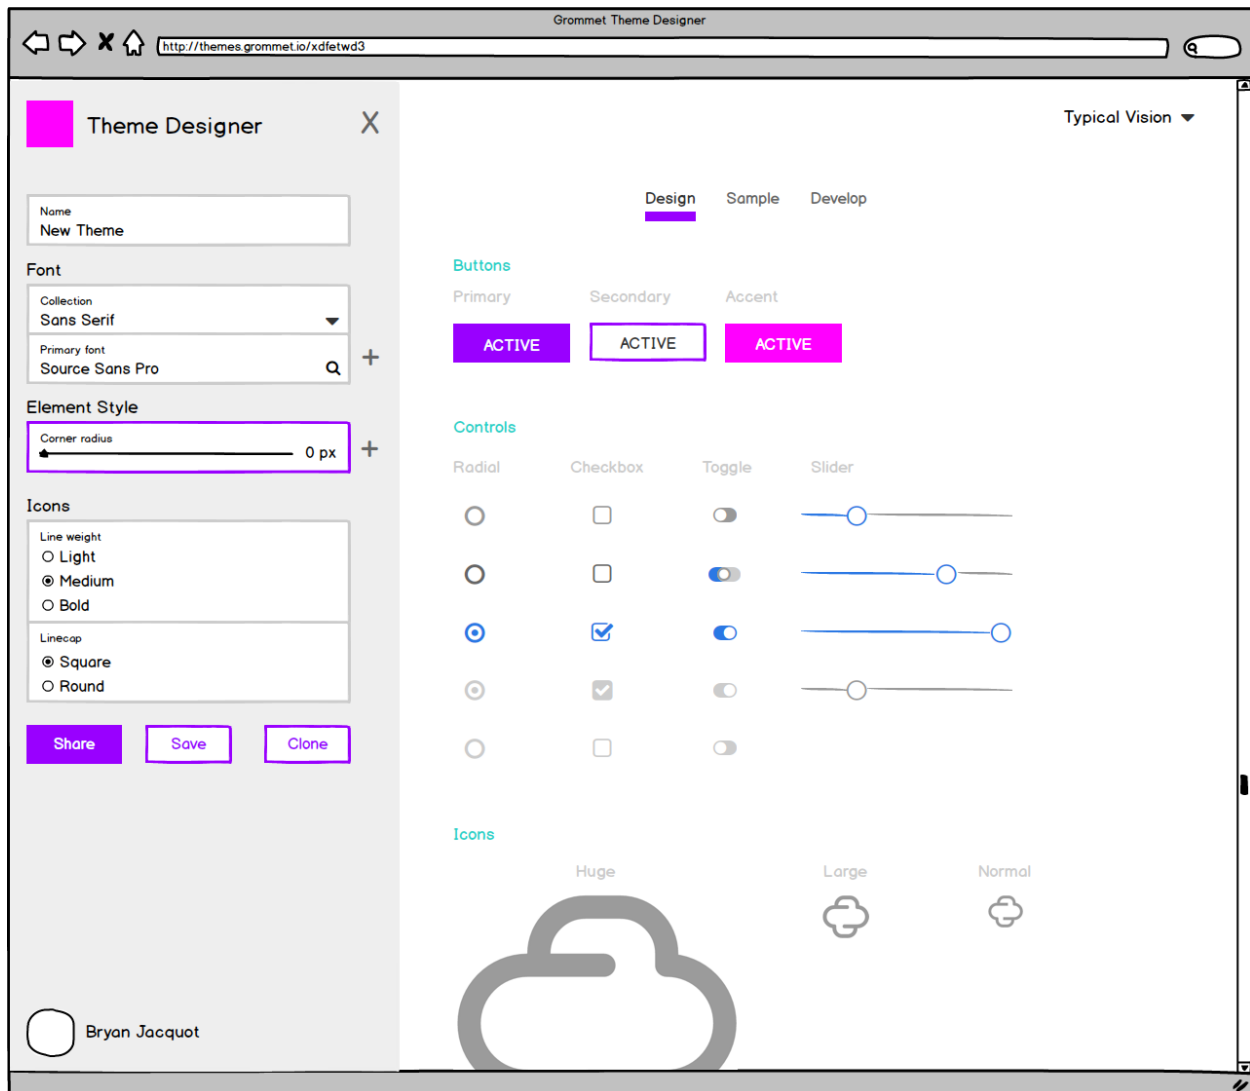 Grommet Theme Designer
http://themes.grommet.io/xdfetwd3
Theme Designer
X
Name
New Theme
Font
Collection
Sans Serif
Primary font
Source Sans Pro
Element Style
Corner radius
0 px
Icons
Line weight
Light
Medium
Bold
Linecap
Square
Round
Share Save Clone
Bryan Jacquot
Typical Vision
Design Sample Develop
Buttons
Primary Secondary Accent
ACTIVE ACTIVE ACTIVE
Controls
Radial Checkbox Toggle Slider
Icons
Huge Large Normal